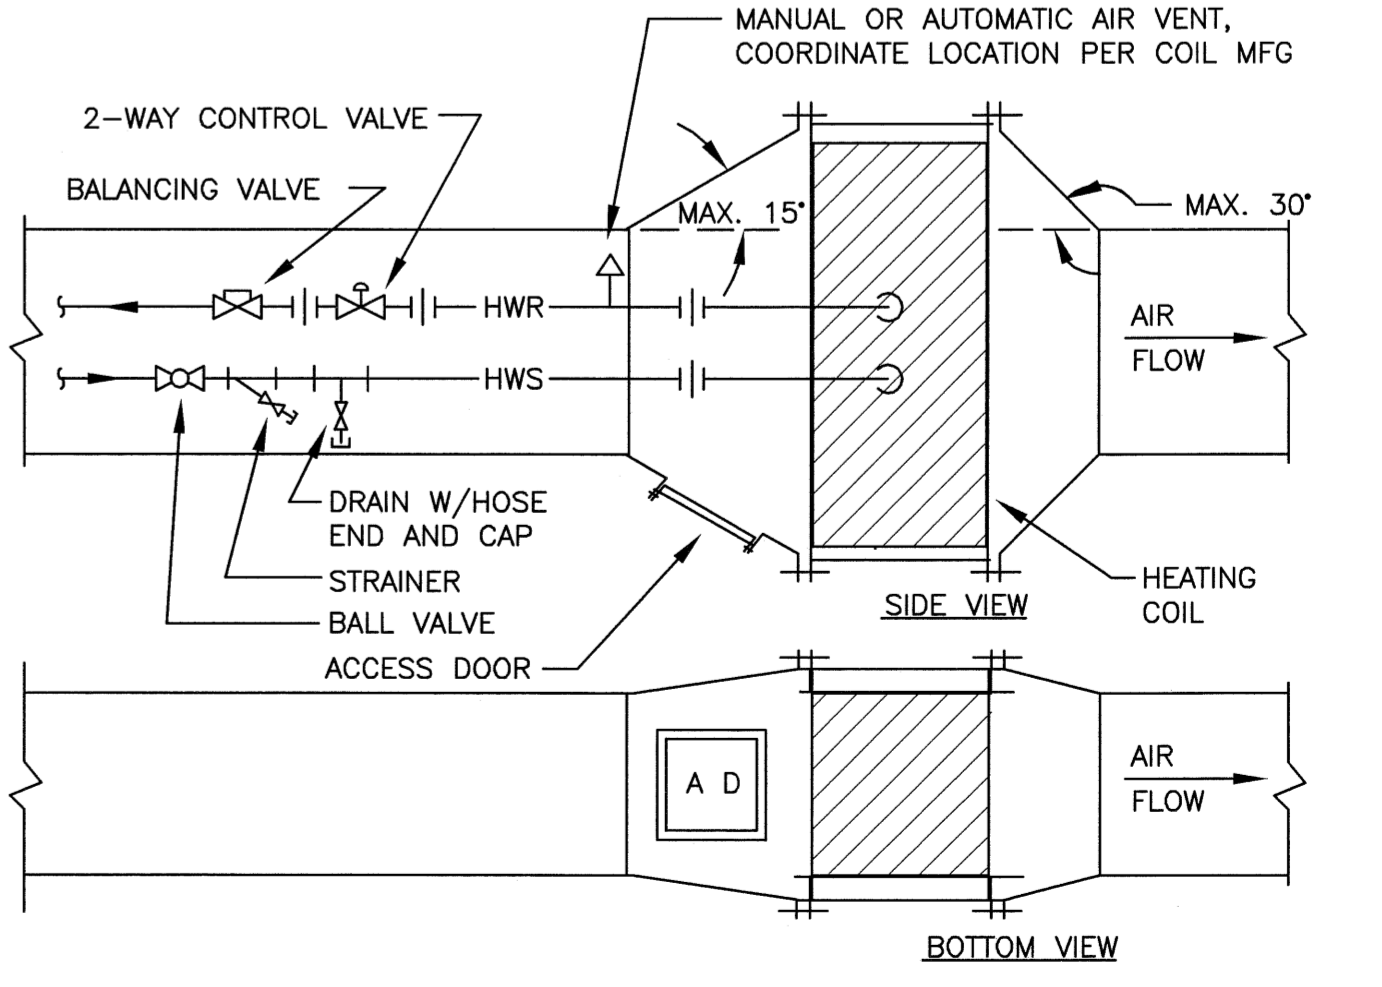 MANUAL OR AUTOMATIC AIR VENT,
COORDINATE LOCATION PER COIL MFG
2-WAY CONTROL VALVE
BALANCING VALVE
MAX. 15°
MAX. 30°
HWR
AIR
FLOW
HWS
DRAIN W/HOSE
END AND CAP
STRAINER
BALL VALVE
ACCESS DOOR
HEATING
COIL
SIDE VIEW
A D
AIR
FLOW
BOTTOM VIEW